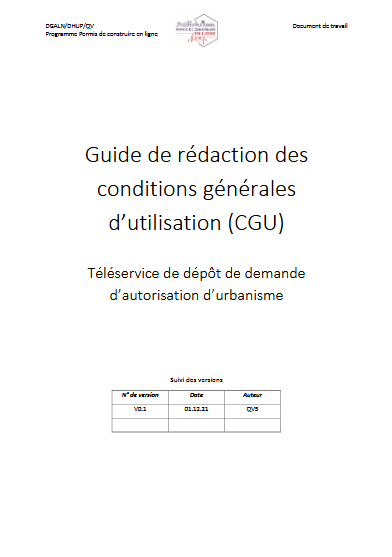 DGALN/DHUP/QV
Programme Permis de construire en ligne
Document de travail
Guide de rédaction des
conditions générales
d'utilisation (CGU)
Téléservice de dépôt de demande
d'autorisation d'urbanisme
Suivi des versions
N° de version Date Auteur
V0.1 01.12.21 QV5